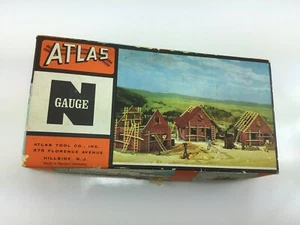 ATLAS
N
GAUGE
ATLAS TOOL CO., INC.
378 FLORENCE AVENUE
HILLSIDE, N.J.